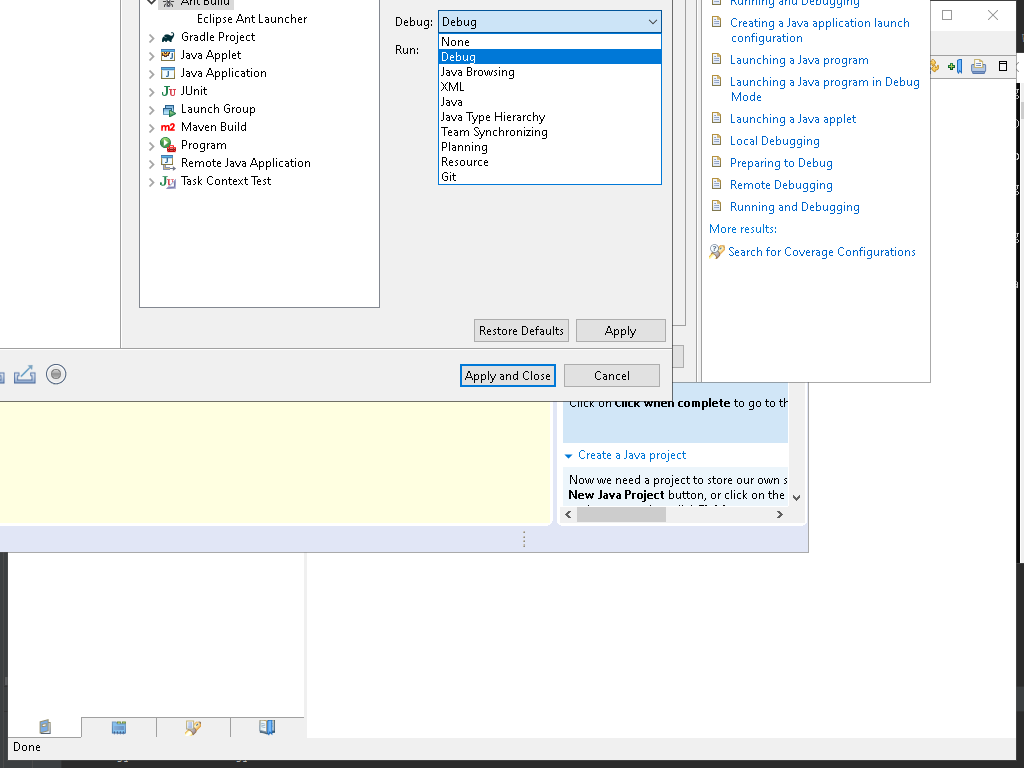 Ant Build
Eclipse Ant Launcher
Gradle Project
Java Applet
Java Application
JUnit
Launch Group
Maven Build
Program
Remote Java Application
Task Context Test
Debug:
Debug
Run:
None
Debug
Java Browsing
XML
Java
Java Type Hierarchy
Team Synchronizing
Planning
Resource
Git
Restore Defaults
Apply
Apply and Close
Cancel
Running and Debugging
Creating a Java application launch
configuration
Launching a Java program
Launching a Java program in Debug
Mode
Launching a Java applet
Local Debugging
Preparing to Debug
Remote Debugging
Running and Debugging
More results:
Search for Coverage Configurations
Click on Click when complete to go to th
Create a Java project
Now we need a project to store our own s
New Java Project button, or click on the
Done